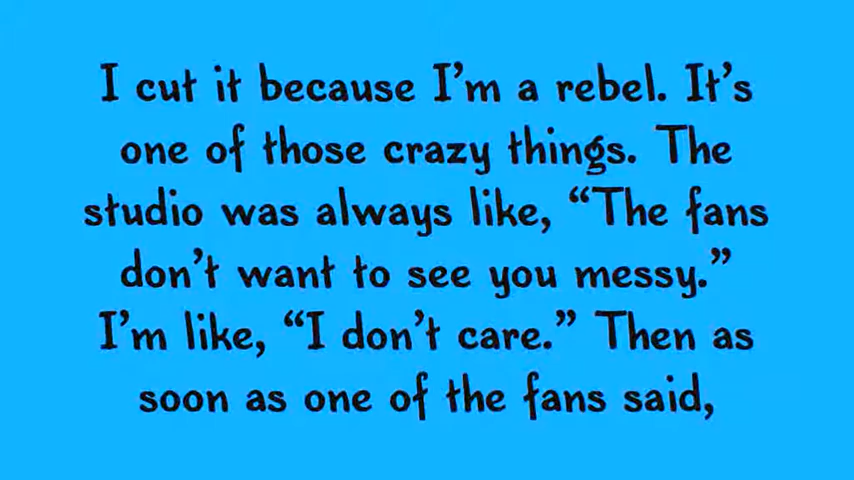 I cut it because I’m a rebel. It’s
one of those crazy things. The
studio was always like, “The fans
don’t want to see you messy.”
I’m like, “I don’t care.” Then as
soon as one of the fans said,